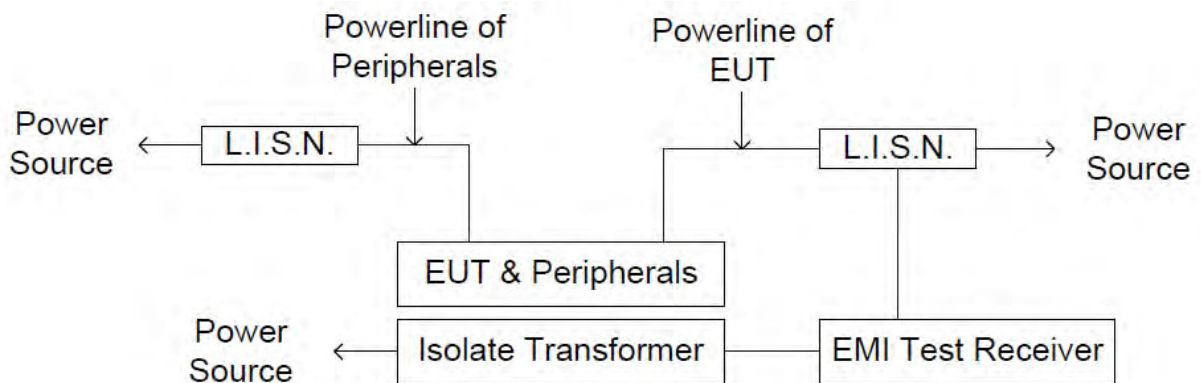 Powerline of
Peripherals
Powerline of
EUT
Power
Source
L.I.S.N.
L.I.S.N.
Power
Source
EUT & Peripherals
Power
Source
Isolate Transformer
EMI Test Receiver